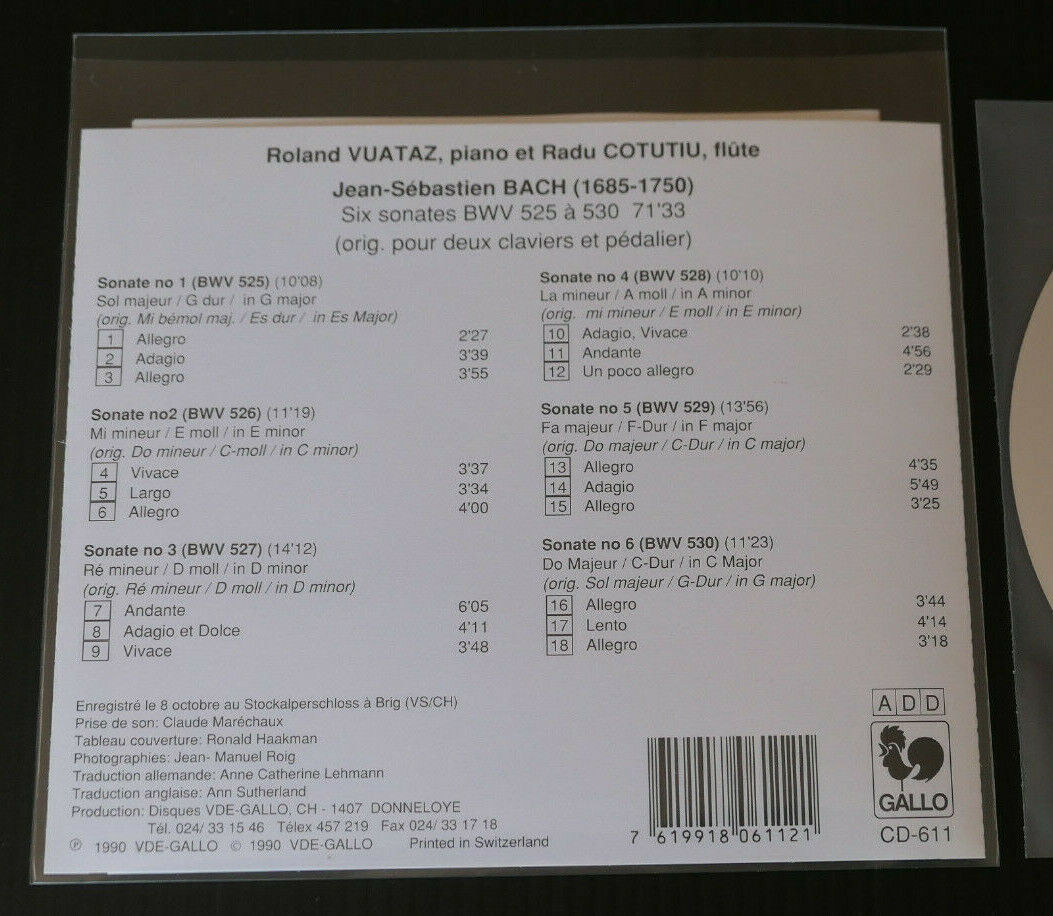 Roland VUATAZ, piano et Radu COTUTIU, flûte
Jean-Sébastien BACH (1685-1750)
Six sonates BWV 525 à 530 71'33
(orig. pour deux claviers et pédalier)
Sonate no 1 (BWV 525) (10'08)
Sol majeur / G dur / in G major
(orig. Mi bémol maj. / Es dur / in Es Major)
1 Allegro 2'27
2 Adagio 3'39
3 Allegro 3'55
Sonate no2 (BWV 526) (11'19)
Mi mineur / E moll / in E minor
(orig. Do mineur / C-moll / in C minor)
4 Vivace 3'37
5 Largo 3'34
6 Allegro 4'00
Sonate no 3 (BWV 527) (14'12)
Ré mineur / D moll / in D minor
(orig. Ré mineur / D moll / in D minor)
7 Andante 6'05
8 Adagio et Dolce 4'11
9 Vivace 3'48
Sonate no 4 (BWV 528) (10'10)
La mineur / A moll / in A minor
(orig. mi mineur / E moll / in E minor)
10 Adagio, Vivace 2'38
11 Andante 4'56
12 Un poco allegro 2'29
Sonate no 5 (BWV 529) (13'56)
Fa majeur / F-Dur / in F major
(orig. Do majeur / C-Dur / in C major)
13 Allegro 4'35
14 Adagio 5'49
15 Allegro 3'25
Sonate no 6 (BWV 530) (11'23)
Do Majeur / C-Dur / in C Major
(orig. Sol majeur / G-Dur / in G major)
16 Allegro 3'44
17 Lento 4'14
18 Allegro 3'18
Enregistré le 8 octobre au Stockalperschloss à Brig (VS/CH)
Prise de son: Claude Maréchaux
Tableau couverture: Ronald Haakman
Photographies: Jean- Manuel Roig
Traduction allemande: Anne Catherine Lehmann
Traduction anglaise: Ann Sutherland
Production: Disques VDE-GALLO, CH - 1407 DONNELOYE
Tél. 024/ 33 15 46 Télex 457 219 Fax 024/ 33 17 18
℗ 1990 VDE-GALLO © 1990 VDE-GALLO Printed in Switzerland
7 619918 061121
A D D
GALLO
CD-611